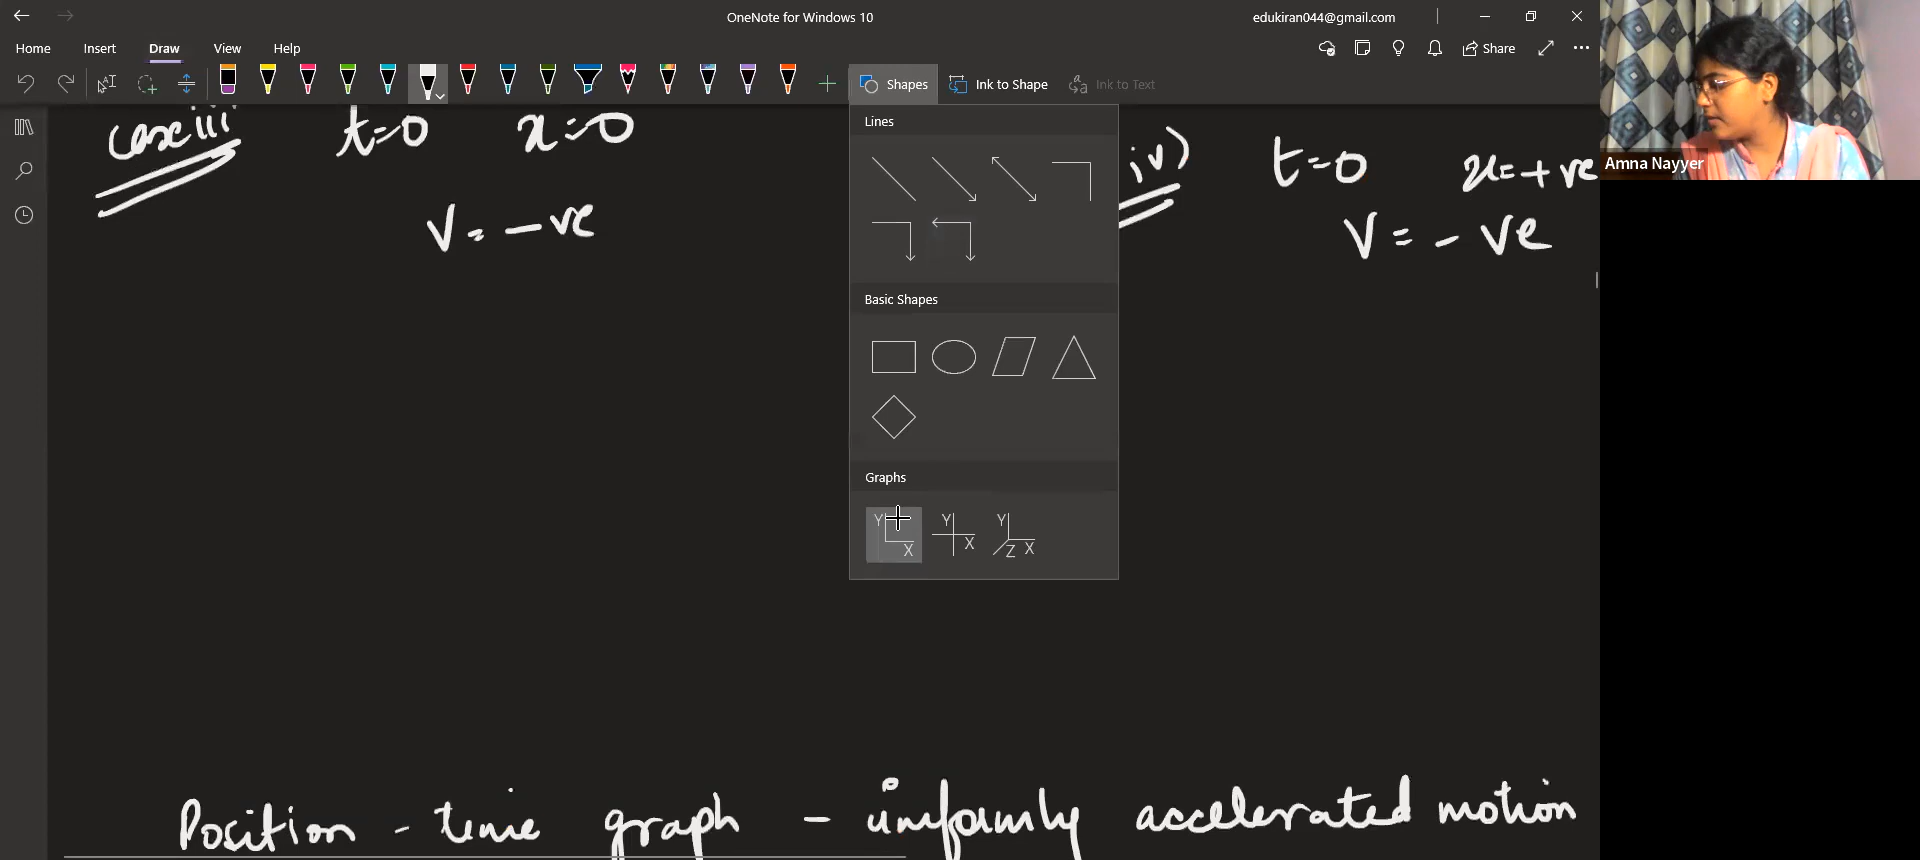 OneNote for Windows 10
edukiran044@gmail.com
Home Insert Draw View Help
Share
Shapes Ink to Shape Ink to Text
Lines
Basic Shapes
Graphs
Y X Y X Y Z X
case iii t=0 x=0
V = -ve
iv) t=0 x=+ve
V = - ve
Position - time graph - uniformly accelerated motion
Amna Nayyer